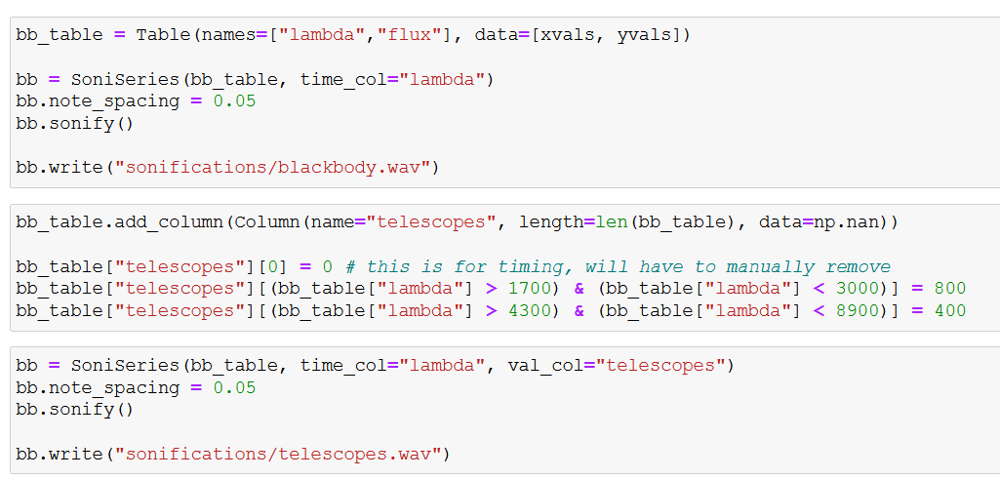 bb_table = Table(names=["lambda","flux"], data=[xvals, yvals])
bb = SoniSeries(bb_table, time_col="lambda")
bb.note_spacing = 0.05
bb.sonify()
bb.write("sonifications/blackbody.wav")
bb_table.add_column(Column(name="telescopes", length=len(bb_table), data=np.nan))
bb_table["telescopes"][0] = 0 # this is for timing, will have to manually remove
bb_table["telescopes"][(bb_table["lambda"] > 1700) & (bb_table["lambda"] < 3000)] = 800
bb_table["telescopes"][(bb_table["lambda"] > 4300) & (bb_table["lambda"] < 8900)] = 400
bb = SoniSeries(bb_table, time_col="lambda", val_col="telescopes")
bb.note_spacing = 0.05
bb.sonify()
bb.write("sonifications/telescopes.wav")